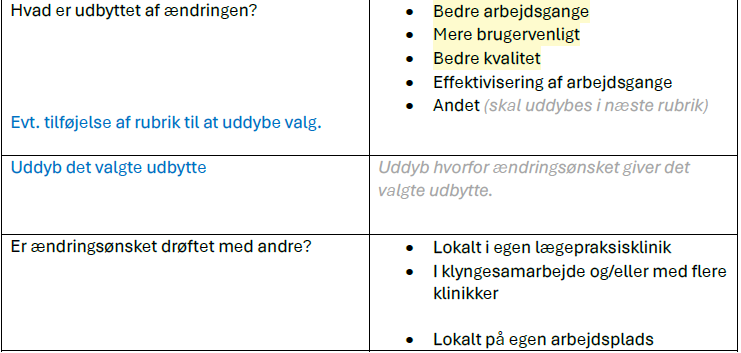 Hvad er udbyttet af ændringen?
• Bedre arbejdsgange
• Mere brugervenligt
• Bedre kvalitet
• Effektivisering af arbejdsgange
• Andet (skal uddybes i næste rubrik)
Evt. tilføjelse af rubrik til at uddybe valg.
Uddyb det valgte udbytte
Uddyb hvorfor ændringsønsket giver det
valgte udbytte.
Er ændringsønsket drøftet med andre?
• Lokalt i egen lægepraksisklinik
• I klyngesamarbejde og/eller med flere
klinikker
• Lokalt på egen arbejdsplads